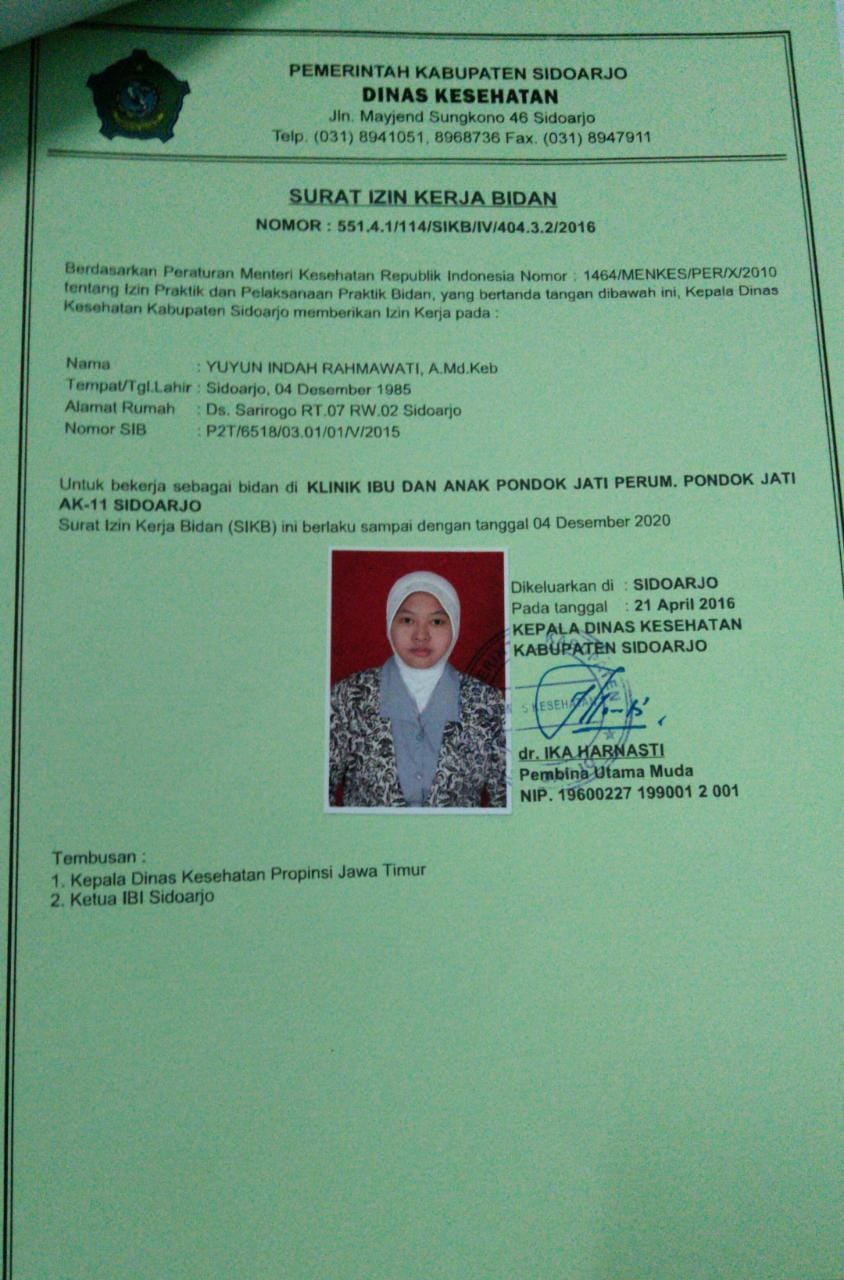 PEMERINTAH KABUPATEN SIDOARJO
DINAS KESEHATAN
Jln. Mayjend Sungkono 46 Sidoarjo
Telp. (031) 8941051, 8968736 Fax. (031) 8947911
SURAT IZIN KERJA BIDAN
NOMOR : 551.4.1/114/SIKB/IV/404.3.2/2016
Berdasarkan Peraturan Menteri Kesehatan Republik Indonesia Nomor : 1464/MENKES/PER/X/2010
tentang Izin Praktik dan Pelaksanaan Praktik Bidan, yang bertanda tangan dibawah ini, Kepala Dinas
Kesehatan Kabupaten Sidoarjo memberikan Izin Kerja pada :
Nama : YUYUN INDAH RAHMAWATI, A.Md.Keb
Tempat/Tgl.Lahir : Sidoarjo, 04 Desember 1985
Alamat Rumah : Ds. Sarirogo RT.07 RW.02 Sidoarjo
Nomor SIB : P2T/6518/03.01/01/V/2015
Untuk bekerja sebagai bidan di KLINIK IBU DAN ANAK PONDOK JATI PERUM. PONDOK JATI
AK-11 SIDOARJO
Surat Izin Kerja Bidan (SIKB) ini berlaku sampai dengan tanggal 04 Desember 2020
Dikeluarkan di : SIDOARJO
Pada tanggal : 21 April 2016
KEPALA DINAS KESEHATAN
KABUPATEN SIDOARJO
dr. IKA HARNASTI
Pembina Utama Muda
NIP. 19600227 199001 2 001
Tembusan :
1. Kepala Dinas Kesehatan Propinsi Jawa Timur
2. Ketua IBI Sidoarjo